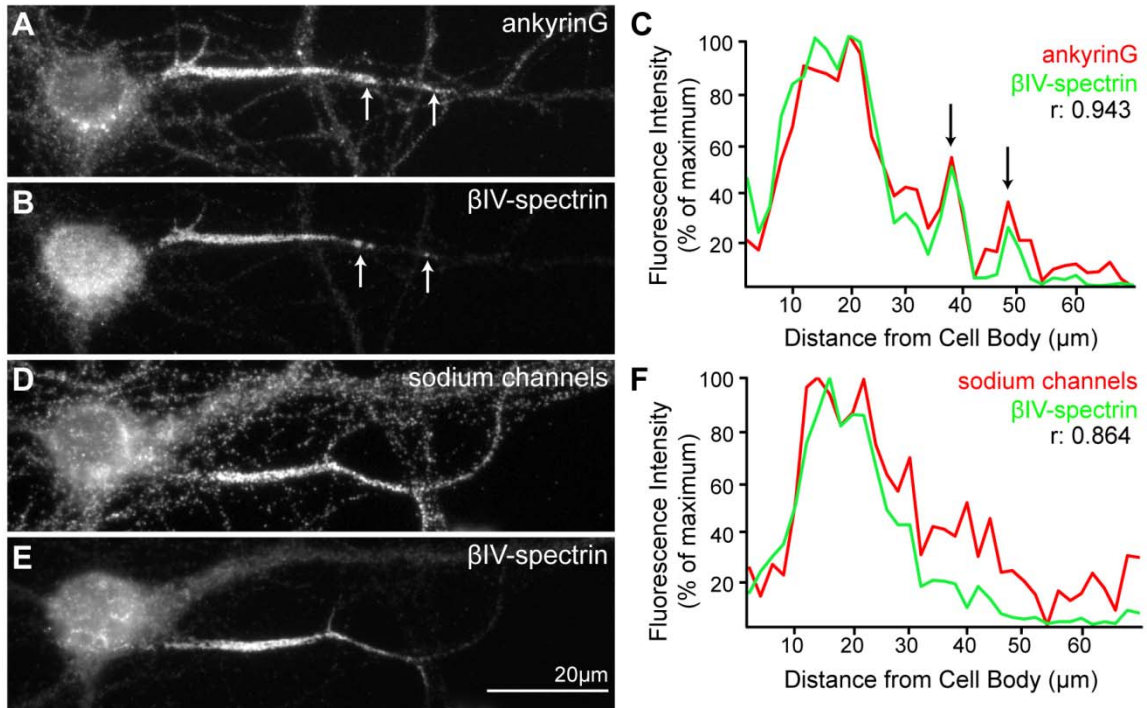 A
ankyrinG
B
βIV-spectrin
C
ankyrinG
βIV-spectrin
r: 0.943
Fluorescence Intensity
(% of maximum)
100
80
60
40
20
10
20
30
40
50
60
Distance from Cell Body (µm)
D
sodium channels
E
βIV-spectrin
20µm
F
sodium channels
βIV-spectrin
r: 0.864
Fluorescence Intensity
(% of maximum)
100
80
60
40
20
10
20
30
40
50
60
Distance from Cell Body (µm)